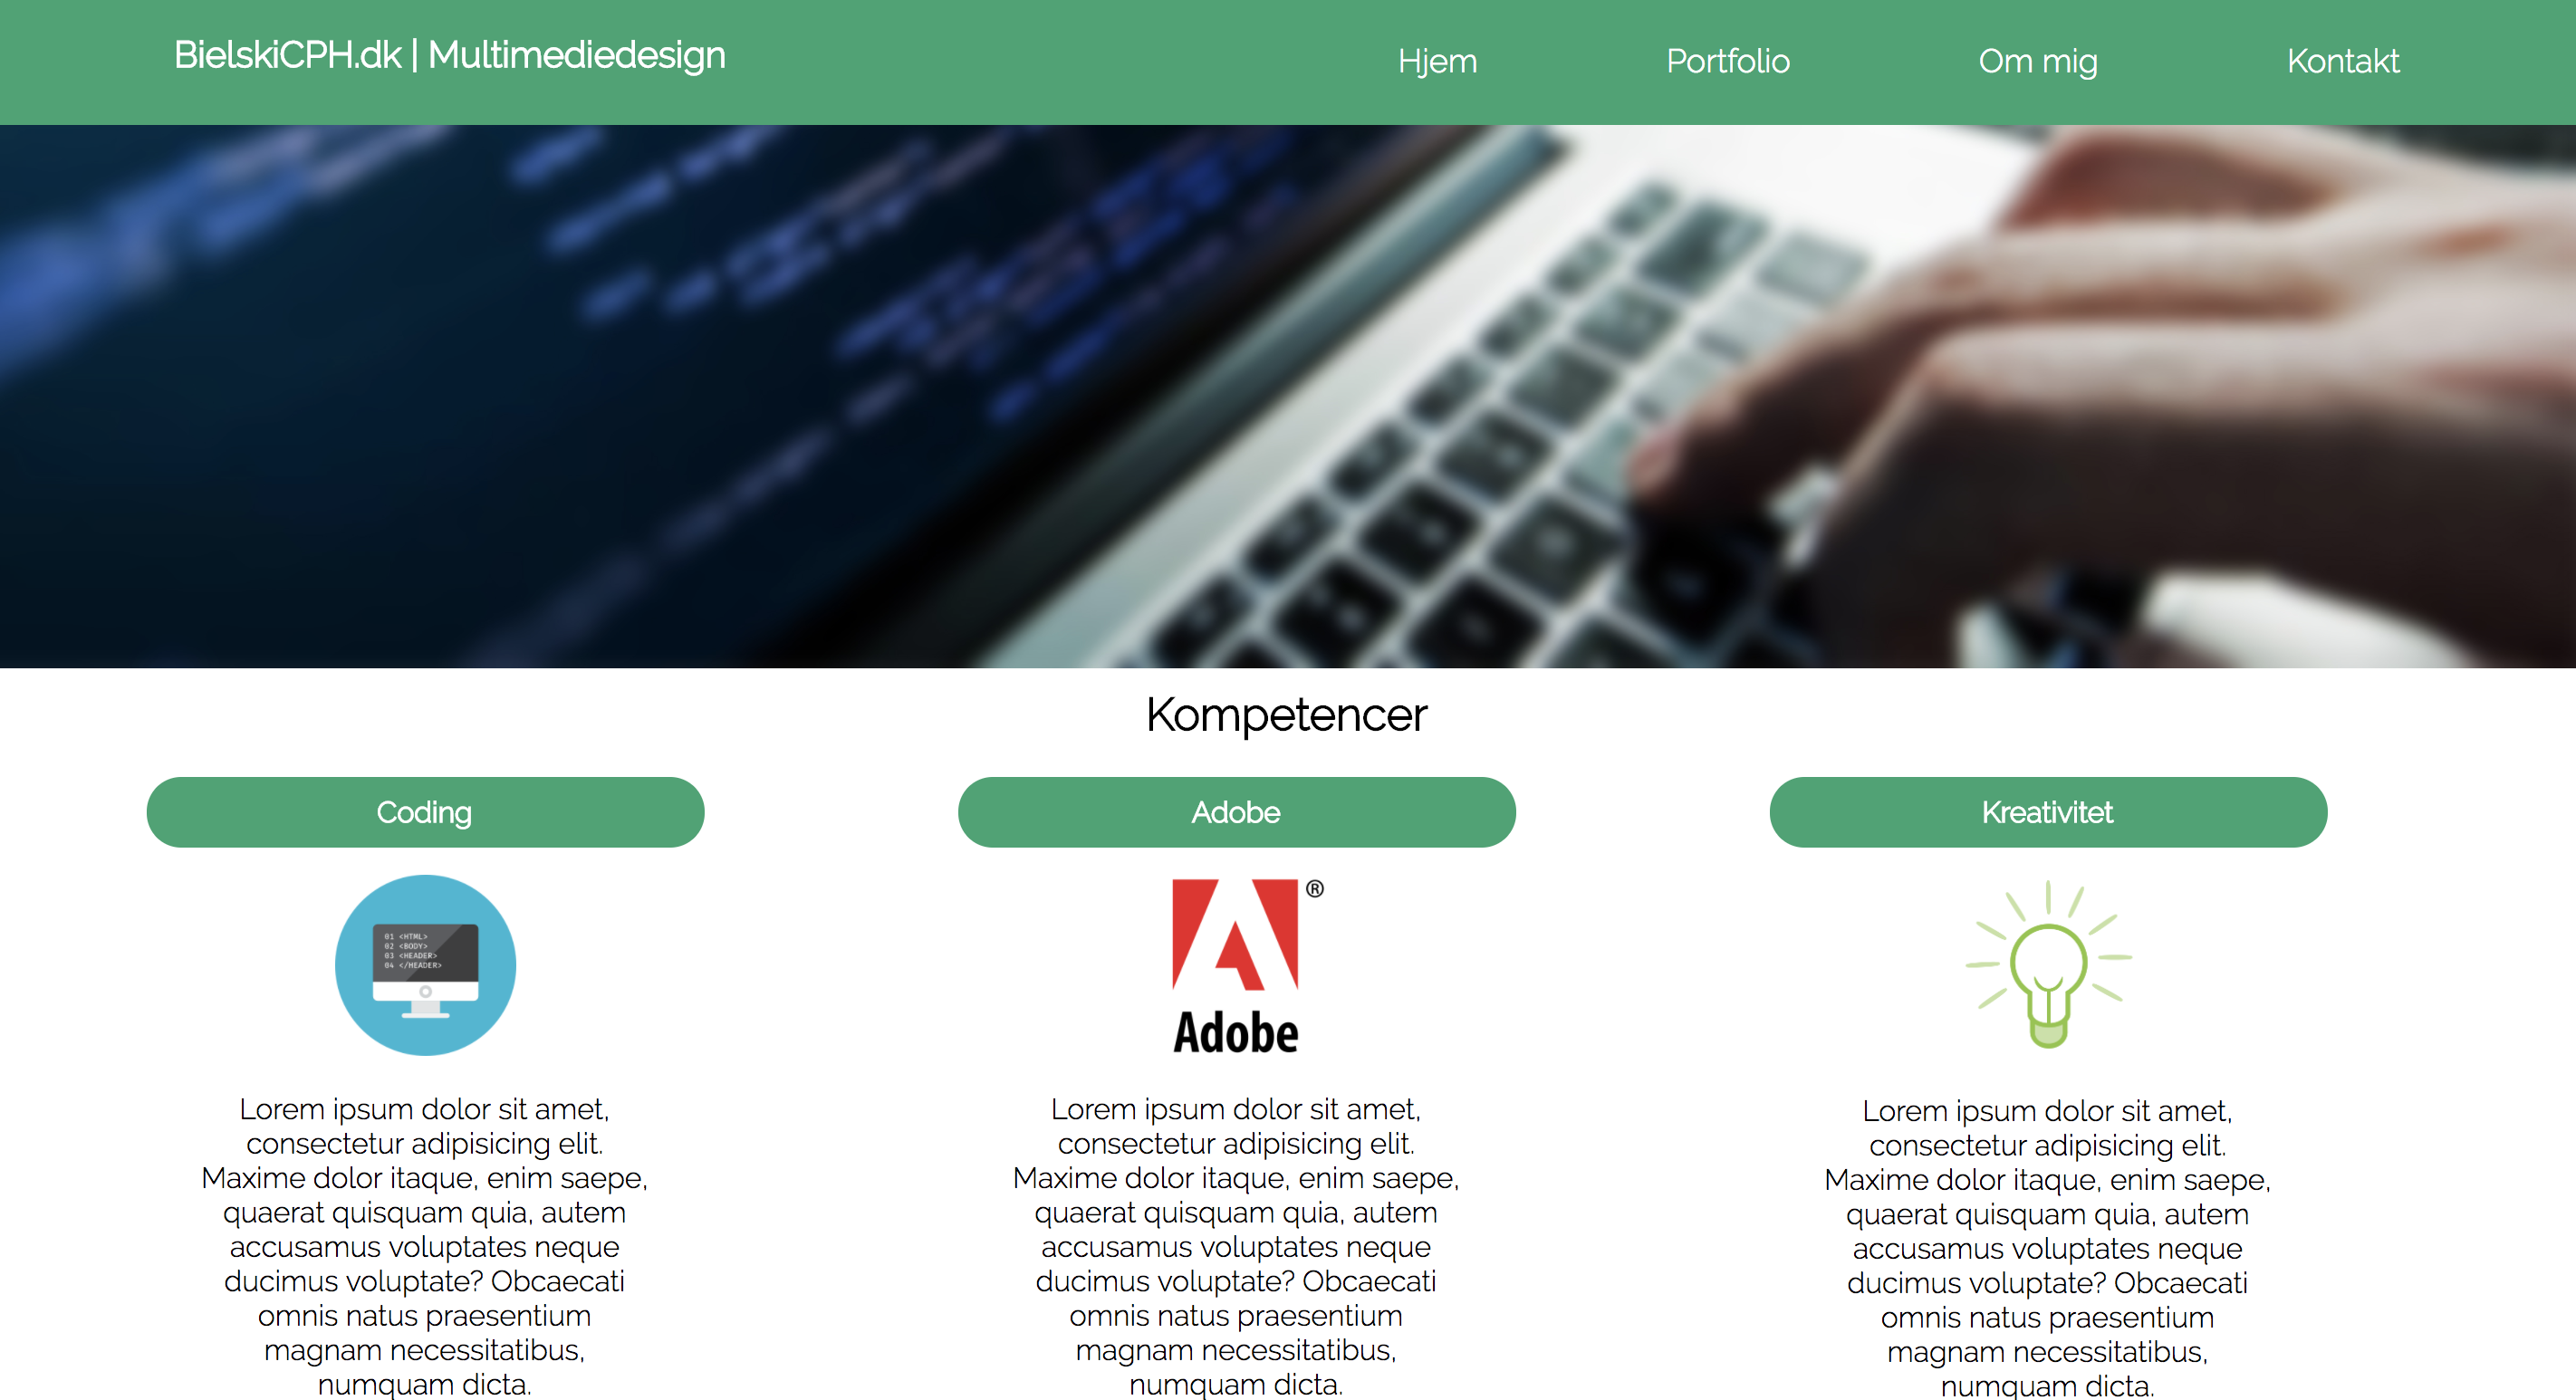 BielskiCPH.dk | Multimediedesign
Hjem
Portfolio
Om mig
Kontakt
Kompetencer
Coding
01 <HTML>
02 <BODY>
03 <HEADER>
04 </HEADER>
Lorem ipsum dolor sit amet,
consectetur adipisicing elit.
Maxime dolor itaque, enim saepe,
quaerat quisquam quia, autem
accusamus voluptates neque
ducimus voluptate? Obcaecati
omnis natus praesentium
magnam necessitatibus,
numquam dicta.
Adobe
®
Adobe
Lorem ipsum dolor sit amet,
consectetur adipisicing elit.
Maxime dolor itaque, enim saepe,
quaerat quisquam quia, autem
accusamus voluptates neque
ducimus voluptate? Obcaecati
omnis natus praesentium
magnam necessitatibus,
numquam dicta.
Kreativitet
Lorem ipsum dolor sit amet,
consectetur adipisicing elit.
Maxime dolor itaque, enim saepe,
quaerat quisquam quia, autem
accusamus voluptates neque
ducimus voluptate? Obcaecati
omnis natus praesentium
magnam necessitatibus,
numquam dicta.